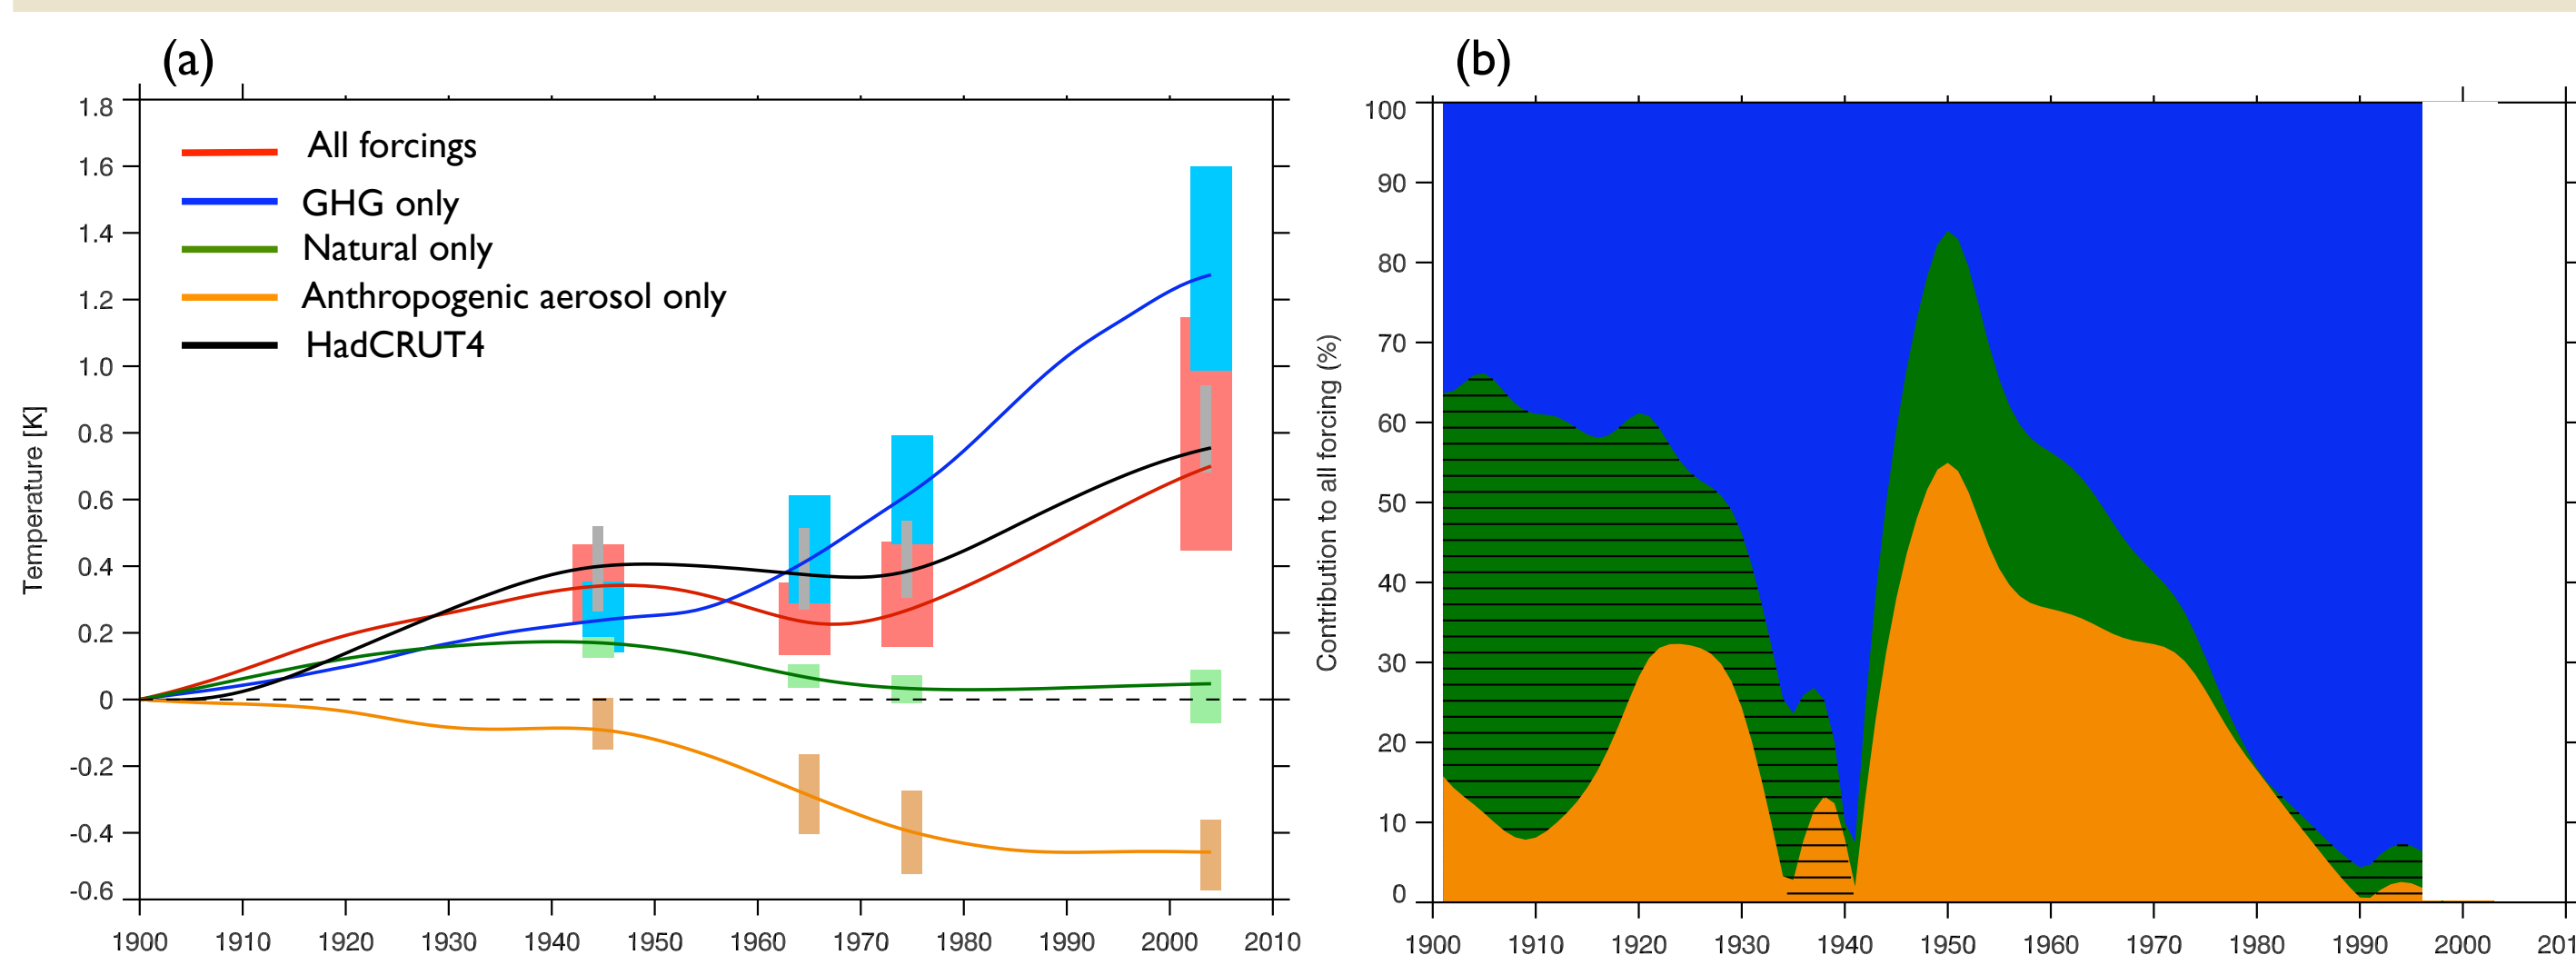 (a)
1.8
1.6
1.4
1.2
1.0
0.8
0.6
0.4
0.2
0
-0.2
-0.4
-0.6
Temperature [K]
All forcings
GHG only
Natural only
Anthropogenic aerosol only
HadCRUT4
1900 1910 1920 1930 1940 1950 1960 1970 1980 1990 2000 2010
(b)
100
90
80
70
60
50
40
30
20
10
0
Contribution to all forcing (%)
1900 1910 1920 1930 1940 1950 1960 1970 1980 1990 2000 201